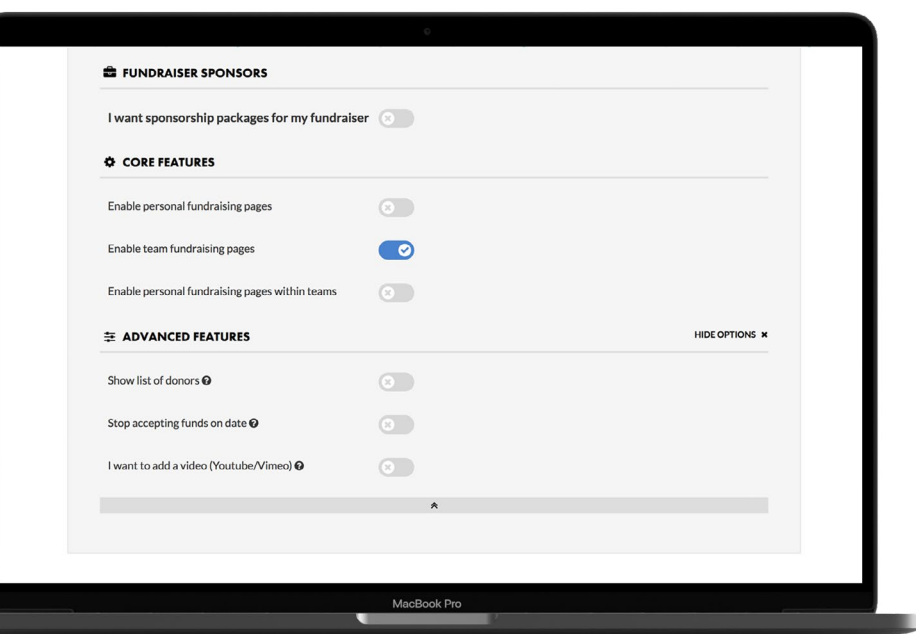 FUNDRAISER SPONSORS
I want sponsorship packages for my fundraiser
CORE FEATURES
Enable personal fundraising pages
Enable team fundraising pages
Enable personal fundraising pages within teams
ADVANCED FEATURES
HIDE OPTIONS
Show list of donors
Stop accepting funds on date
I want to add a video (Youtube/Vimeo)
MacBook Pro